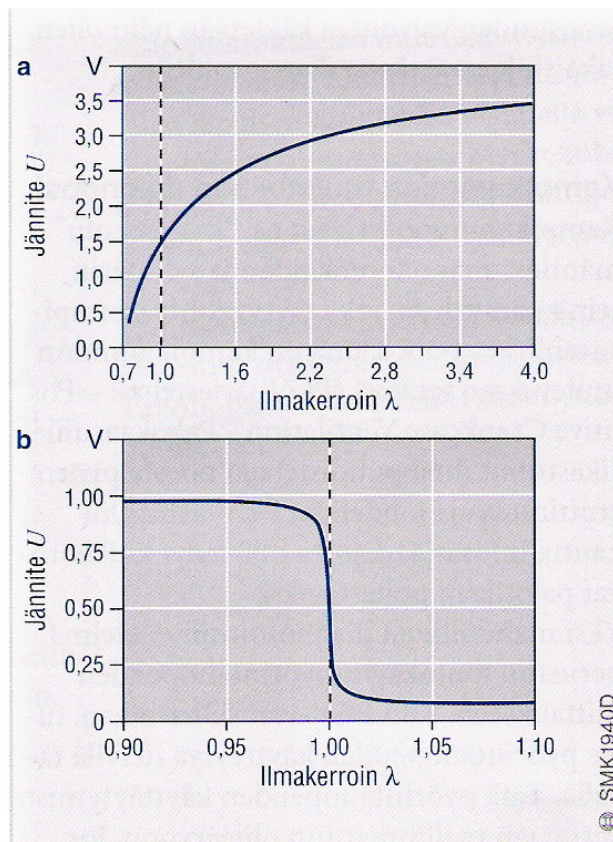 a
V
Jännite U
3,5
3,0
2,5
2,0
1,5
1,0
0,5
0,0
0,7 1,0 1,6 2,2 2,8 3,4 4,0
Ilmakerroin λ
b
V
Jännite U
1,00
0,75
0,50
0,25
0
0,90 0,95 1,00 1,05 1,10
Ilmakerroin λ
SMK1940D